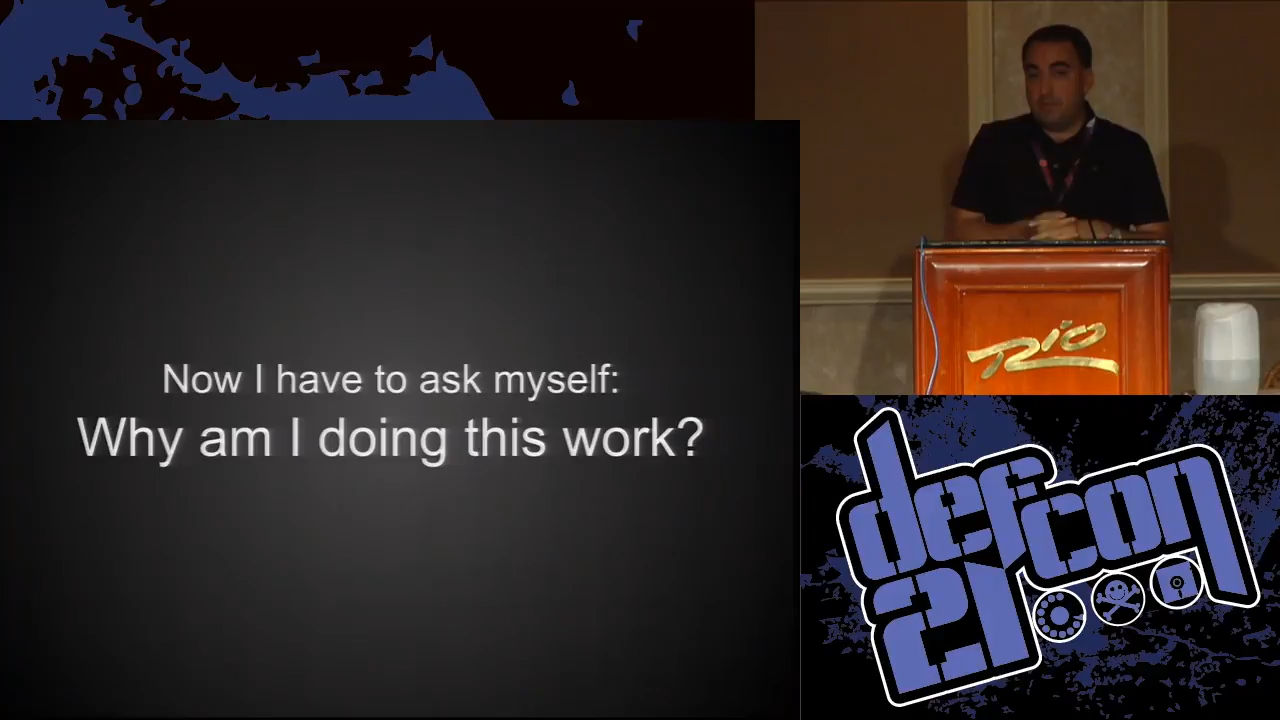 Now I have to ask myself:
Why am I doing this work?
Rio
defcon
21